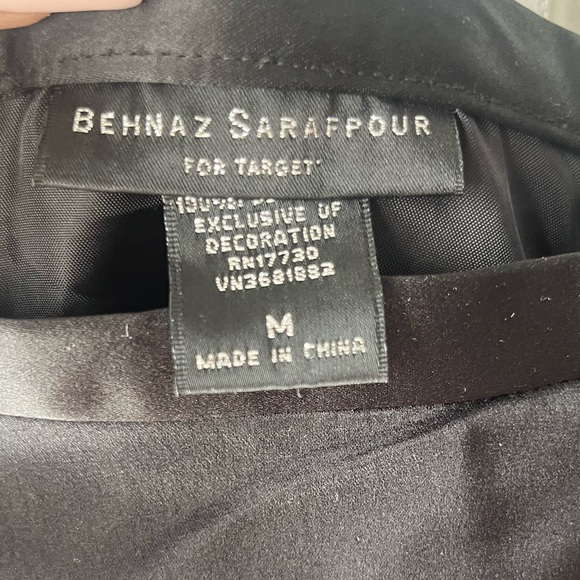 BEHNAZ SARAFPOUR
FOR TARGET
EXCLUSIVE OF
DECORATION
RN17730
VN3681882
M
MADE IN CHINA